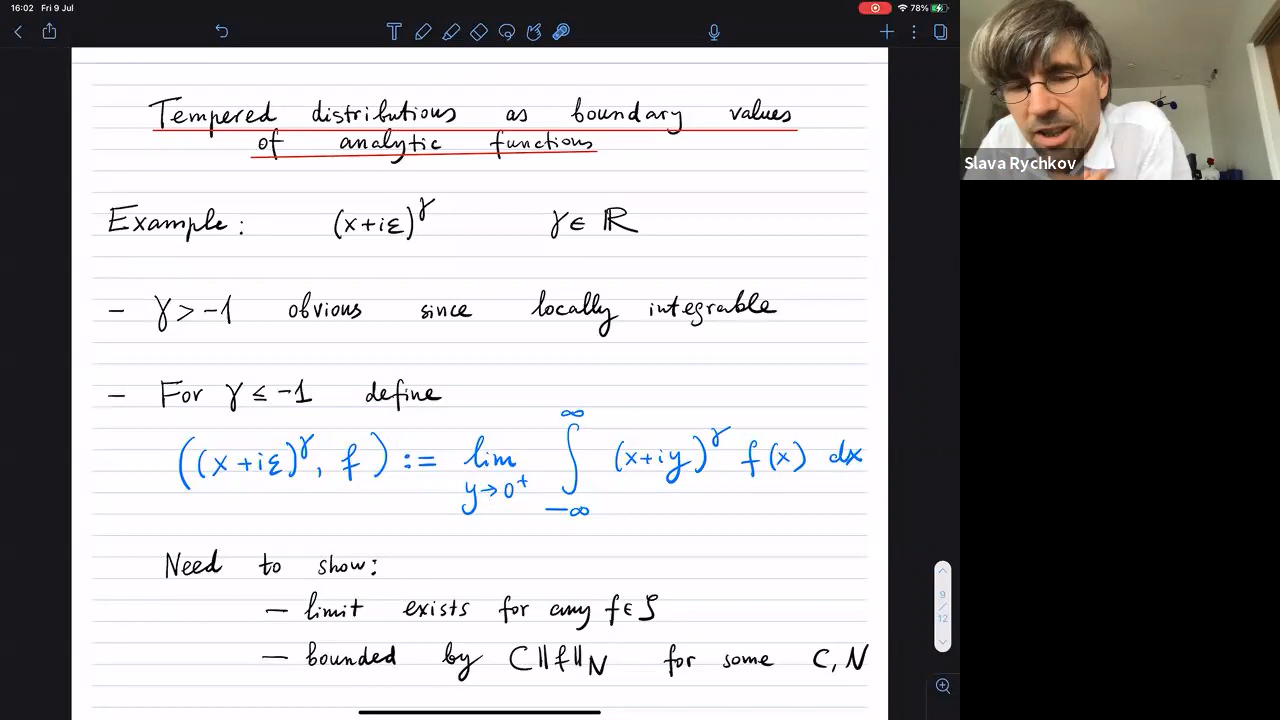 16:02 Fri 9 Jul
78%
Tempered distributions as boundary values
of analytic functions
Slava Rychkov
Example: (x+iε)^γ γ∈ ℝ
– γ > -1 obvious since locally integrable
– For γ ≤ -1 define
((x+iε)^γ, f) := lim_{y→0⁺} ∫_{-∞}^{∞} (x+iy)^γ f(x) dx
Need to show:
– limit exists for any f∈ S
– bounded by C‖f‖_N for some C, N
9
/
12